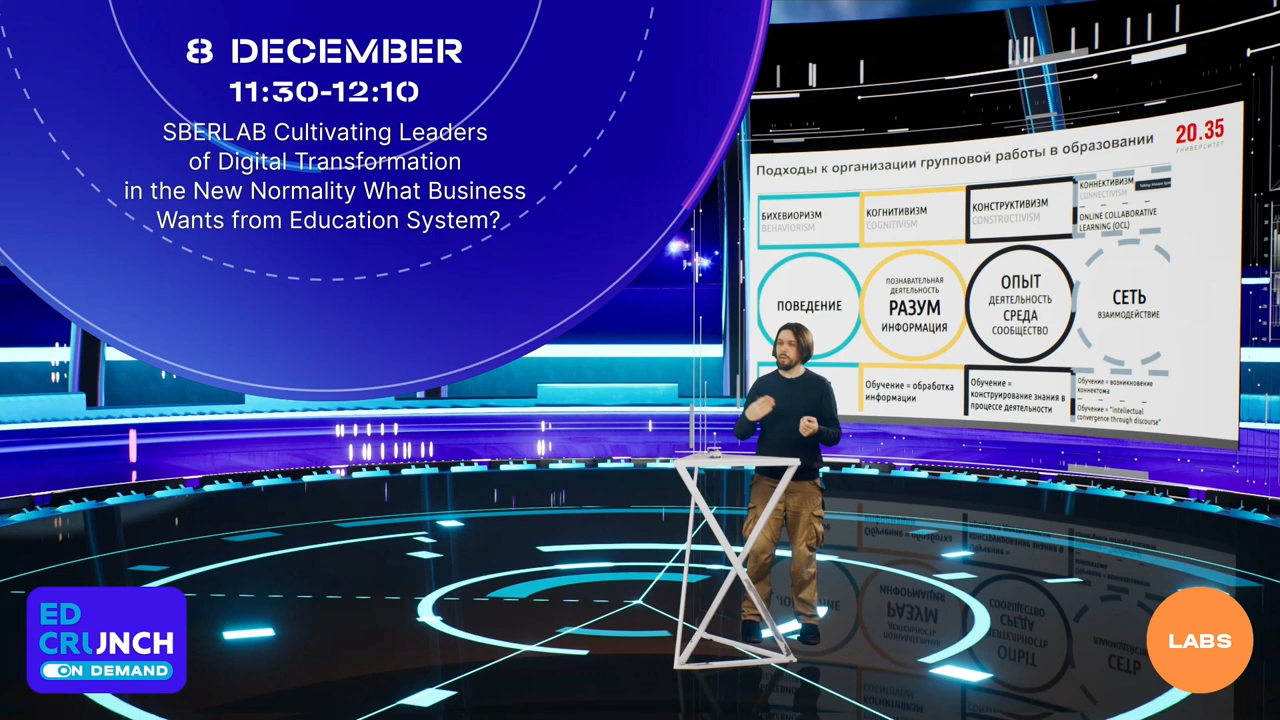 8 DECEMBER
11:30-12:10
SBERLAB Cultivating Leaders
of Digital Transformation
in the New Normality What Business
Wants from Education System?
20.35
УНИВЕРСИТЕТ
Подходы к организации групповой работы в образовании
БИХЕВИОРИЗМ
BEHAVIORISM
КОГНИТИВИЗМ
COGNITIVISM
КОНСТРУКТИВИЗМ
CONSTRUCTIVISM
КОННЕКТИВИЗМ
CONNECTIVISM
ONLINE COLLABORATIVE
LEARNING (OCL)
ПОВЕДЕНИЕ
ПОЗНАВАТЕЛЬНАЯ
ДЕЯТЕЛЬНОСТЬ
РАЗУМ
ИНФОРМАЦИЯ
ОПЫТ
ДЕЯТЕЛЬНОСТЬ
СРЕДА
СООБЩЕСТВО
СЕТЬ
ВЗАИМОДЕЙСТВИЕ
Обучение = обработка
информации
Обучение =
конструирование знания в
процессе деятельности
Обучение = возникновение
коннектома
Обучение = "intellectual
convergence through discourse"
ED
CRUNCH
ON DEMAND
LABS